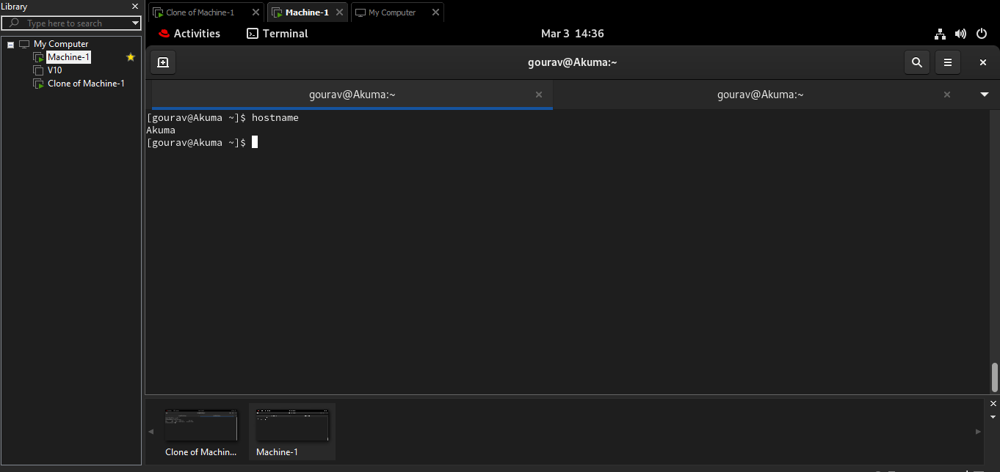 Library
Type here to search
My Computer
Machine-1
V10
Clone of Machine-1
Clone of Machine-1
Machine-1
My Computer
Activities
Terminal
Mar 3 14:36
gourav@Akuma:~
gourav@Akuma:~
gourav@Akuma:~
[gourav@Akuma ~]$ hostname
Akuma
[gourav@Akuma ~]$
Clone of Machin...
Machine-1